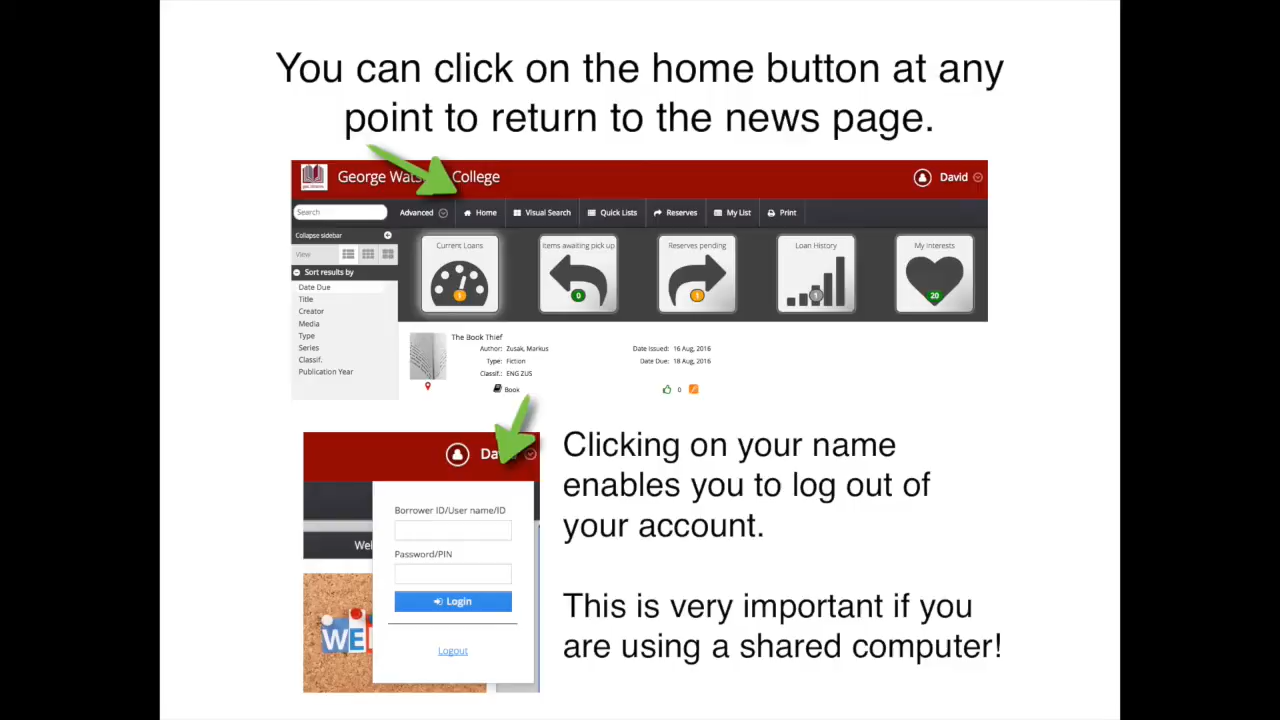 You can click on the home button at any
point to return to the news page.
George Wats College
David
Search
Advanced
Home
Visual Search
Quick Lists
Reserves
My List
Print
Collapse sidebar
View
Sort results by
Date Due
Title
Creator
Media
Type
Series
Classif.
Publication Year
Current Loans
1
Items awaiting pick up
0
Reserves pending
1
Loan History
1
My Interests
20
The Book Thief
Author: Zusak, Markus
Type: Fiction
Classif.: ENG ZUS
Book
Date Issued: 16 Aug, 2016
Date Due: 18 Aug, 2016
0
Dav
Borrower ID/User name/ID
Password/PIN
Login
Logout
Wel
WE
Clicking on your name
enables you to log out of
your account.
This is very important if you
are using a shared computer!